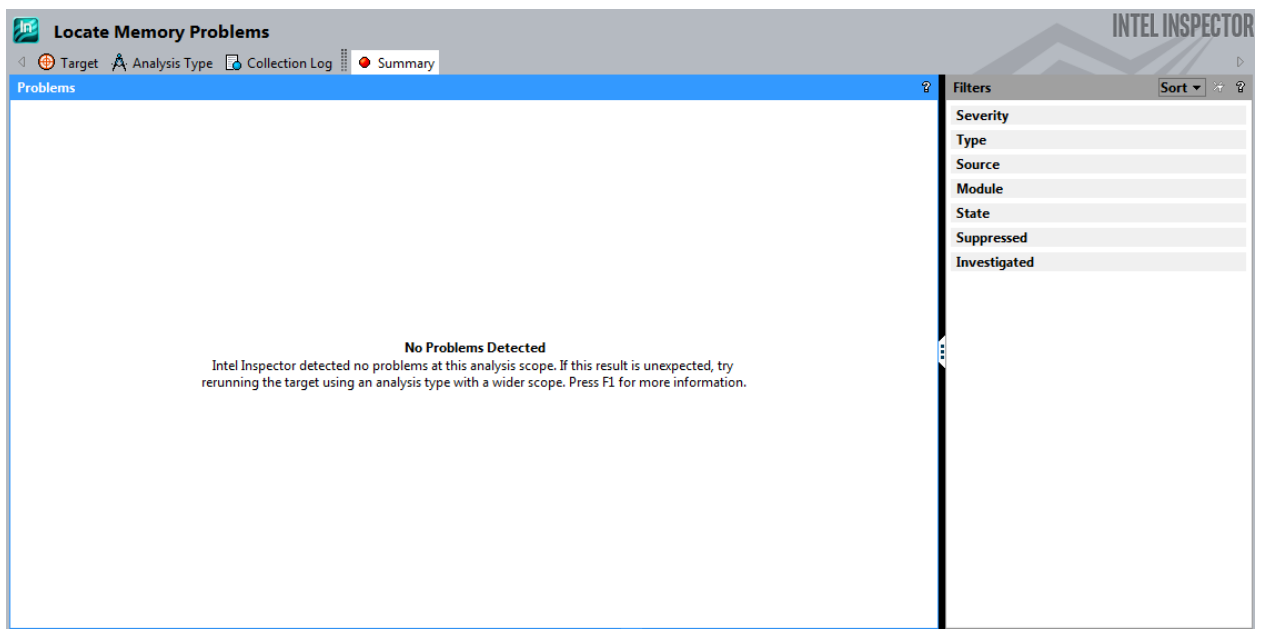 Locate Memory Problems
INTEL INSPECTOR
Target Analysis Type Collection Log Summary
Problems ?
Filters Sort ?
Severity
Type
Source
Module
State
Suppressed
Investigated
No Problems Detected
Intel Inspector detected no problems at this analysis scope. If this result is unexpected, try
rerunning the target using an analysis type with a wider scope. Press F1 for more information.